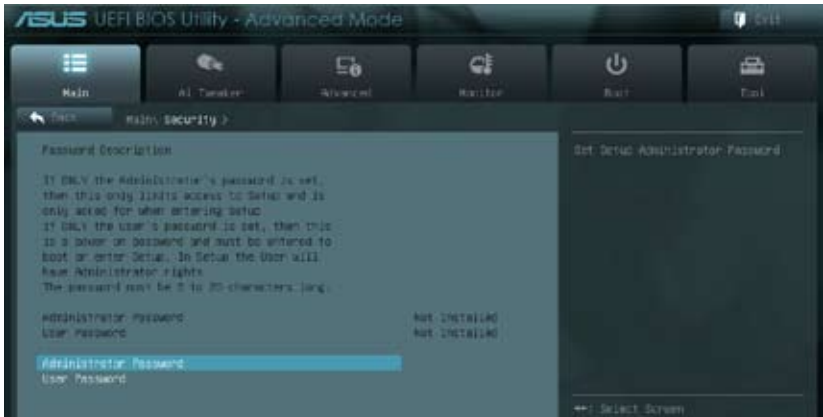 ASUS UEFI BIOS Utility - Advanced Mode
Exit
Main
Ai Tweaker
Advanced
Monitor
Boot
Tool
Back
Main\ Security >
Password Description
If ONLY the Administrator's password is set,
then this only limits access to Setup and is
only asked for when entering Setup
If ONLY the User's password is set, then this
is a power on password and must be entered to
boot or enter Setup. In Setup the User will
have Administrator rights
The password must be 3 to 20 characters long.
Administrator Password Not Installed
User Password Not Installed
Administrator Password
User Password
Set Setup Administrator Password
→←: Select Screen